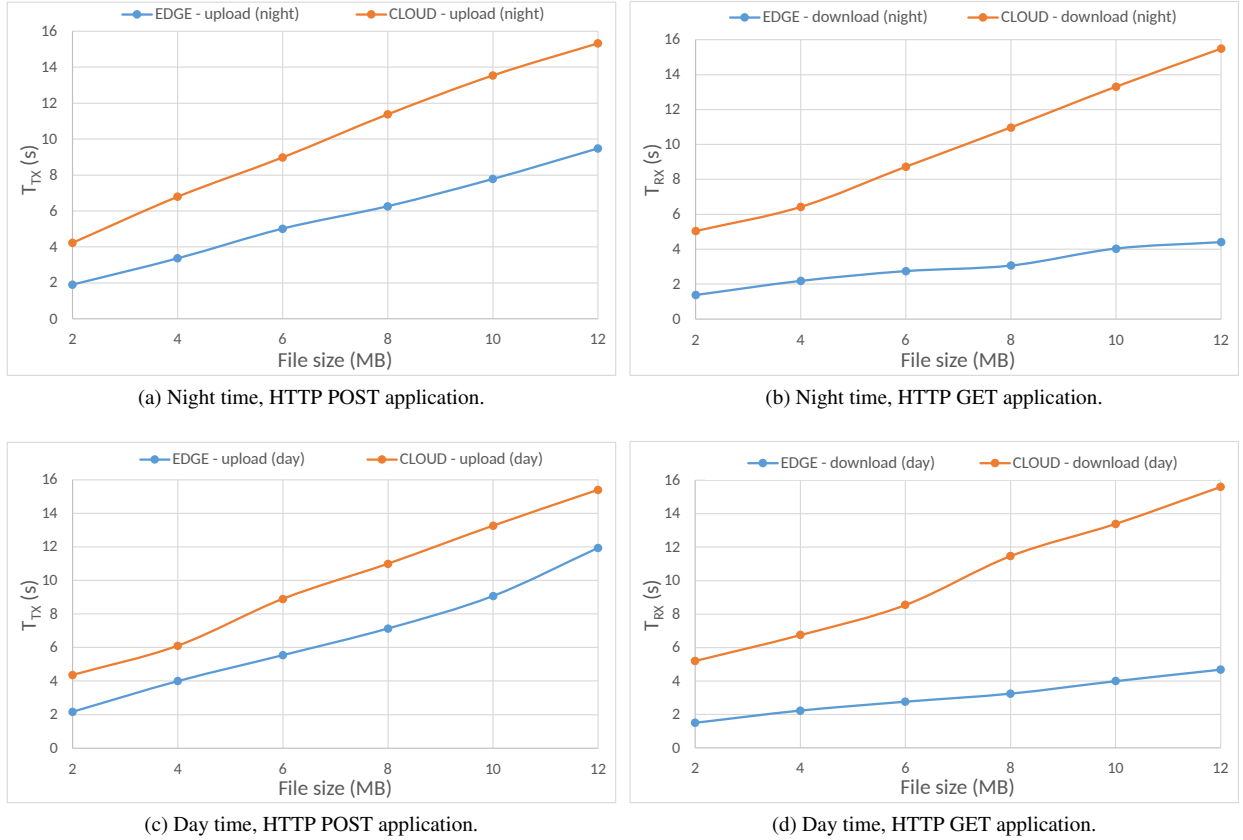 EDGE - upload (night) CLOUD - upload (night)
16
14
12
10
8
6
4
2
0
T_TX (s)
2 4 6 8 10 12
File size (MB)
(a) Night time, HTTP POST application.
EDGE - download (night) CLOUD - download (night)
16
14
12
10
8
6
4
2
0
T_RX (s)
2 4 6 8 10 12
File size (MB)
(b) Night time, HTTP GET application.
EDGE - upload (day) CLOUD - upload (day)
16
14
12
10
8
6
4
2
0
T_TX (s)
2 4 6 8 10 12
File size (MB)
(c) Day time, HTTP POST application.
EDGE - download (day) CLOUD - download (day)
16
14
12
10
8
6
4
2
0
T_RX (s)
2 4 6 8 10 12
File size (MB)
(d) Day time, HTTP GET application.